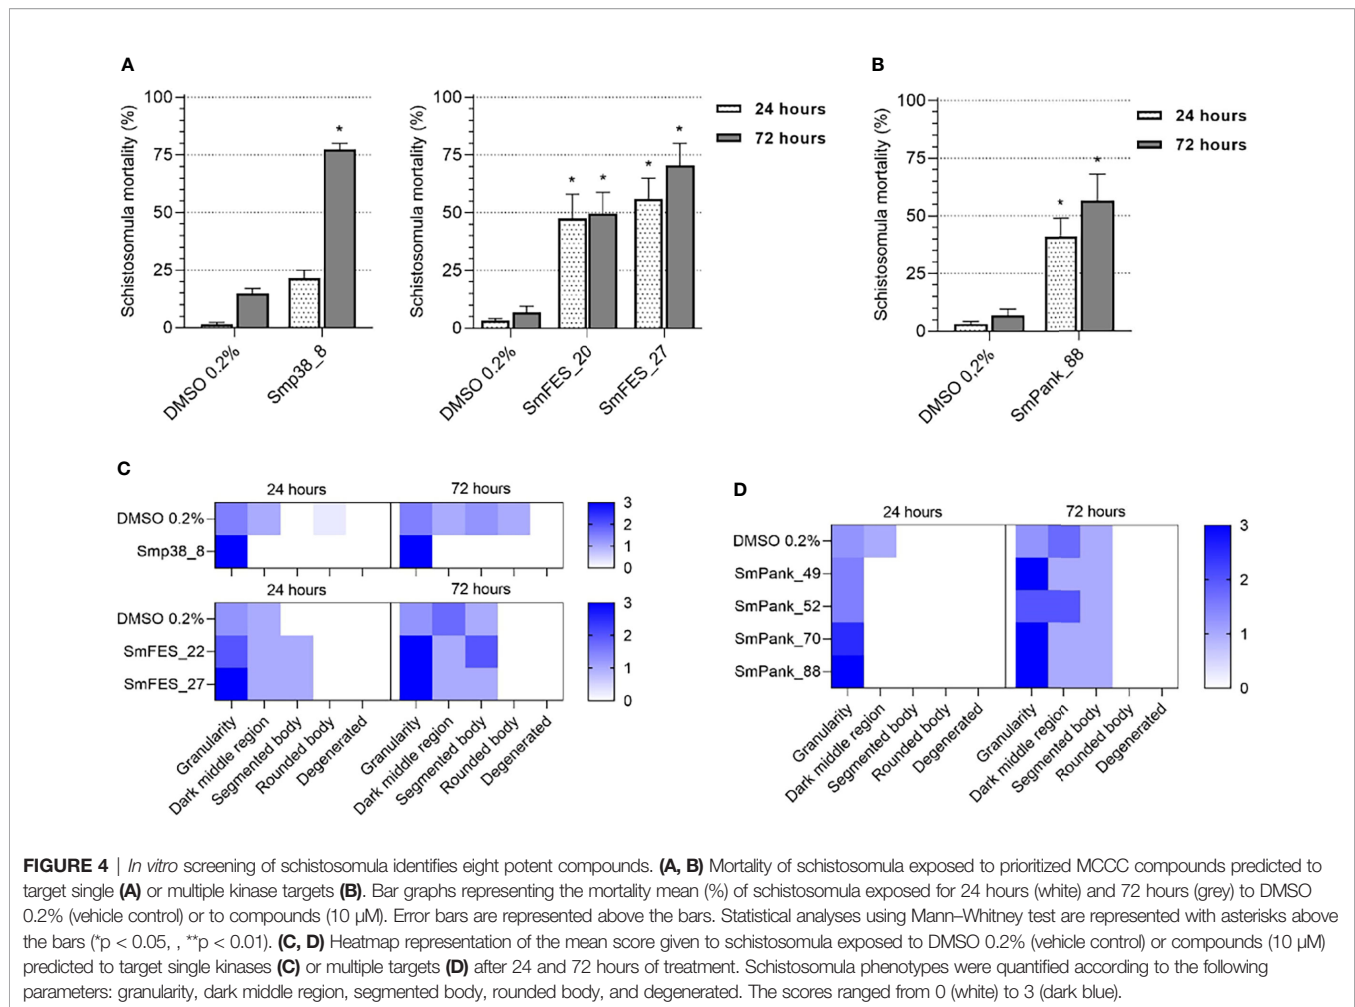 A
Schistosomula mortality (%)
100
75
50
25
0
*
DMSO 0.2%
Smp38_8
Schistosomula mortality (%)
100
75
50
25
0
* * * *
DMSO 0.2%
SmFES_20
SmFES_27
24 hours
72 hours
B
Schistosomula mortality (%)
100
75
50
25
0
* *
DMSO 0,2%
SmPank_88
24 hours
72 hours
C
24 hours 72 hours
DMSO 0.2%
Smp38_8
3
2
1
0
24 hours 72 hours
DMSO 0.2%
SmFES_22
SmFES_27
3
2
1
0
Granularity
Dark middle region
Segmented body
Rounded body
Degenerated
Granularity
Dark middle region
Segmented body
Rounded body
Degenerated
D
24 hours 72 hours
DMSO 0.2%
SmPank_49
SmPank_52
SmPank_70
SmPank_88
3
2
1
0
Granularity
Dark middle region
Segmented body
Rounded body
Degenerated
Granularity
Dark middle region
Segmented body
Rounded body
Degenerated
FIGURE 4 | In vitro screening of schistosomula identifies eight potent compounds. (A, B) Mortality of schistosomula exposed to prioritized MCCC compounds predicted to
target single (A) or multiple kinase targets (B). Bar graphs representing the mortality mean (%) of schistosomula exposed for 24 hours (white) and 72 hours (grey) to DMSO
0.2% (vehicle control) or to compounds (10 µM). Error bars are represented above the bars. Statistical analyses using Mann–Whitney test are represented with asterisks above
the bars (*p < 0.05, , **p < 0.01). (C, D) Heatmap representation of the mean score given to schistosomula exposed to DMSO 0.2% (vehicle control) or compounds (10 µM)
predicted to target single kinases (C) or multiple targets (D) after 24 and 72 hours of treatment. Schistosomula phenotypes were quantified according to the following
parameters: granularity, dark middle region, segmented body, rounded body, and degenerated. The scores ranged from 0 (white) to 3 (dark blue).